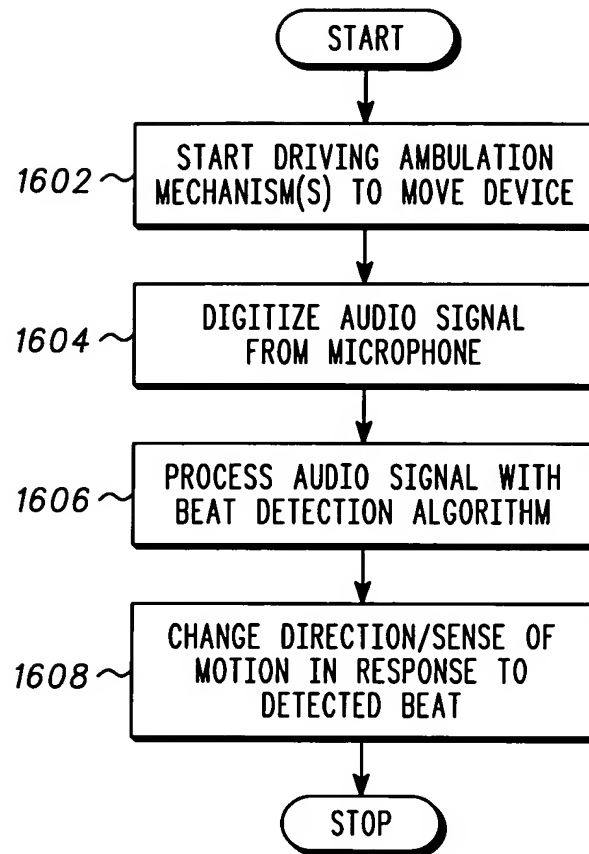 START
1602
START DRIVING AMBULATION
MECHANISM(S) TO MOVE DEVICE
1604
DIGITIZE AUDIO SIGNAL
FROM MICROPHONE
1606
PROCESS AUDIO SIGNAL WITH
BEAT DETECTION ALGORITHM
1608
CHANGE DIRECTION/SENSE OF
MOTION IN RESPONSE TO
DETECTED BEAT
STOP